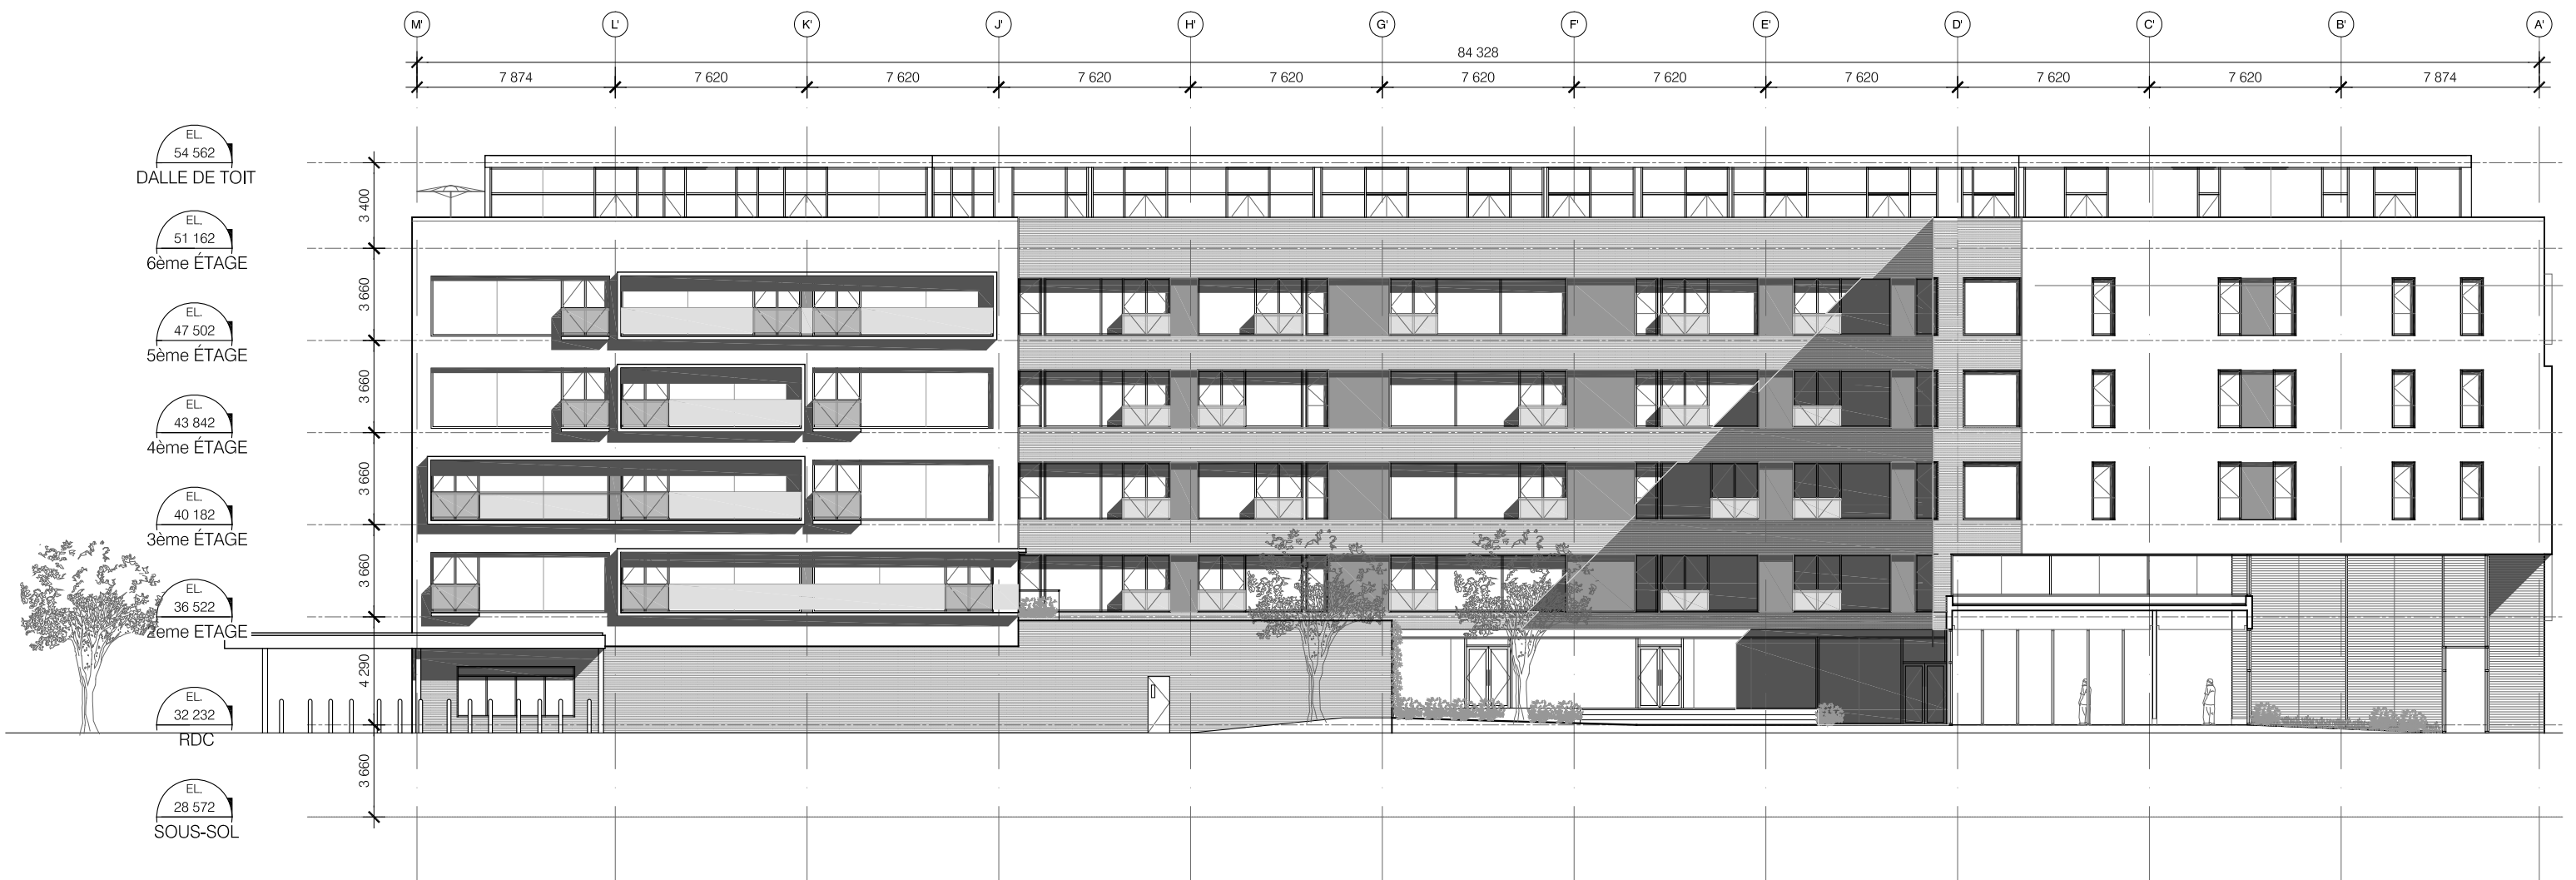 M' L' K' J' H' G' F' E' D' C' B' A'
84 328
7 874 7 620 7 620 7 620 7 620 7 620 7 620 7 620 7 620 7 620 7 874
EL.
54 562
DALLE DE TOIT
3 400
EL.
51 162
6ème ÉTAGE
3 660
EL.
47 502
5ème ÉTAGE
3 660
EL.
43 842
4ème ÉTAGE
3 660
EL.
40 182
3ème ÉTAGE
3 660
EL.
36 522
2ème ETAGE
4 290
EL.
32 232
RDC
3 660
EL.
28 572
SOUS-SOL